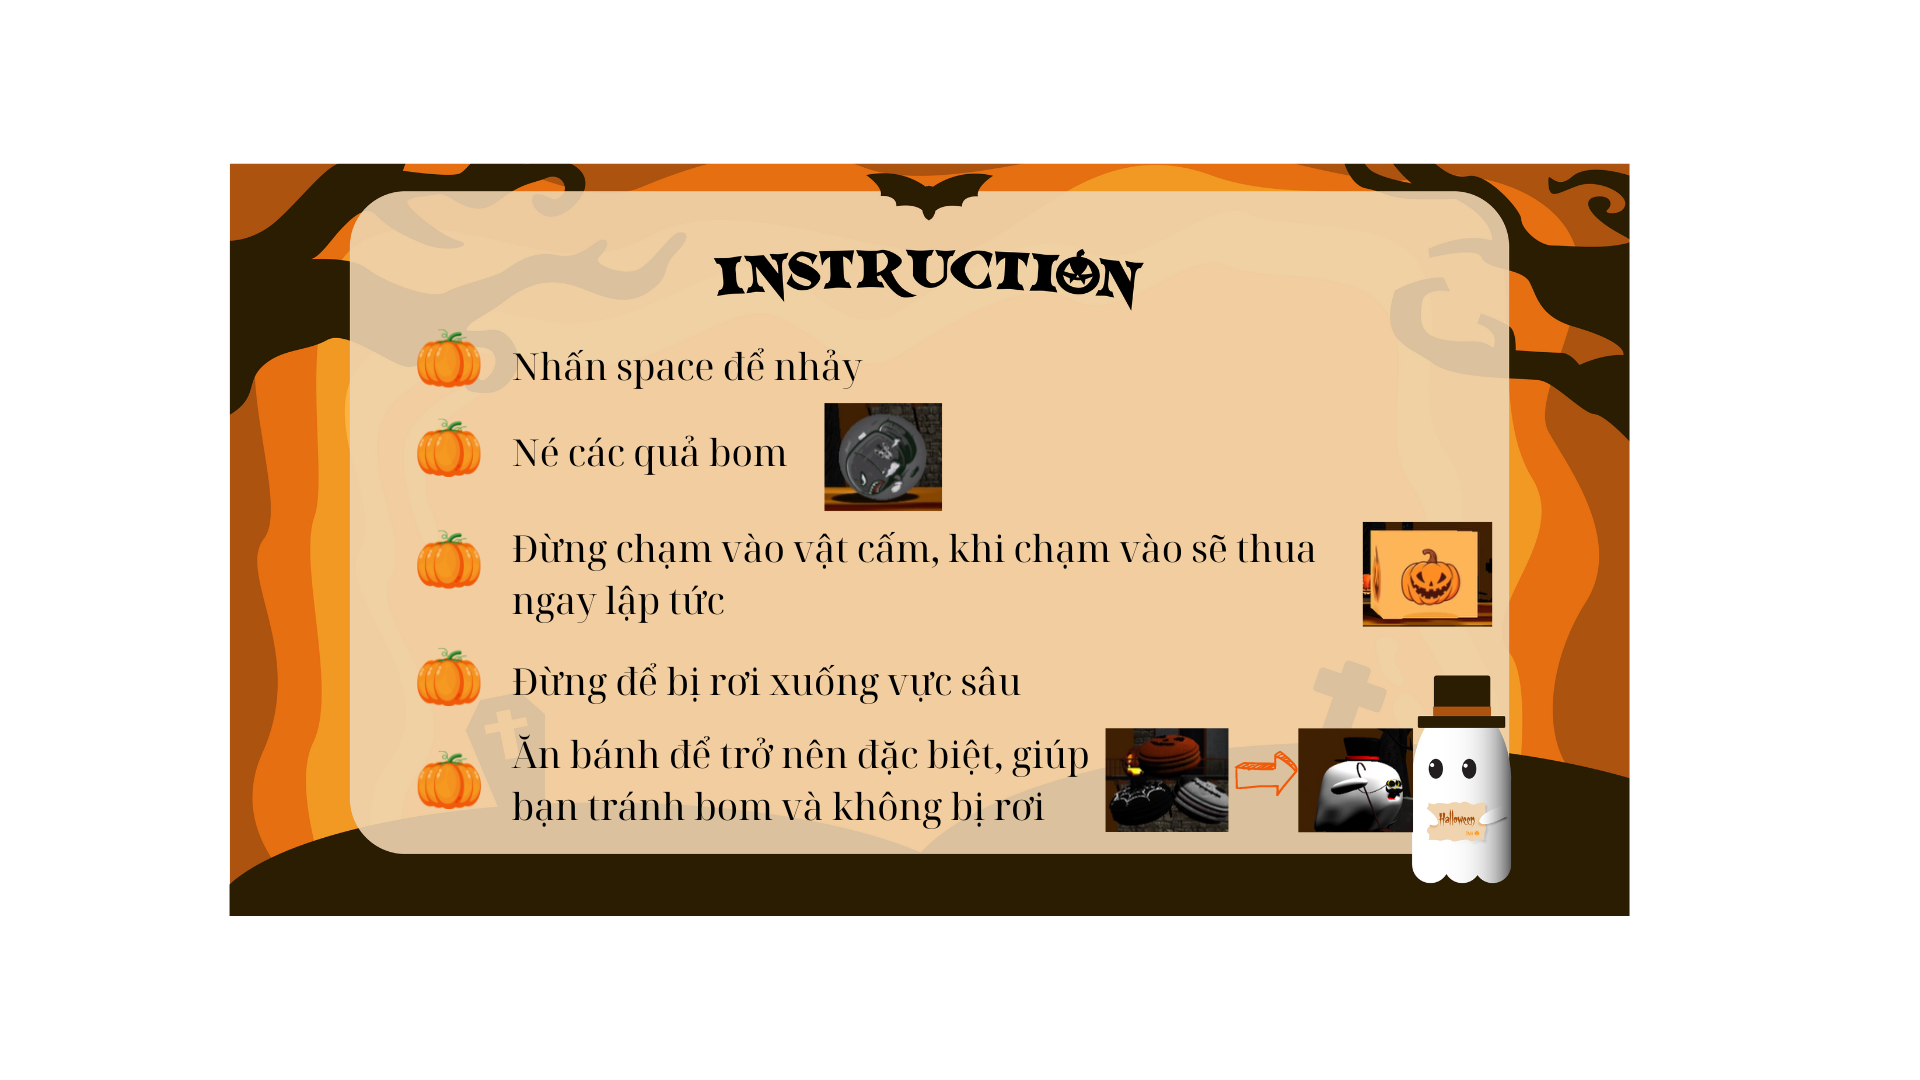 INSTRUCTION
Nhấn space để nhảy
Né các quả bom
Đừng chạm vào vật cấm, khi chạm vào sẽ thua
ngay lập tức
Đừng để bị rơi xuống vực sâu
Ăn bánh để trở nên đặc biệt, giúp
bạn tránh bom và không bị rơi
Halloween